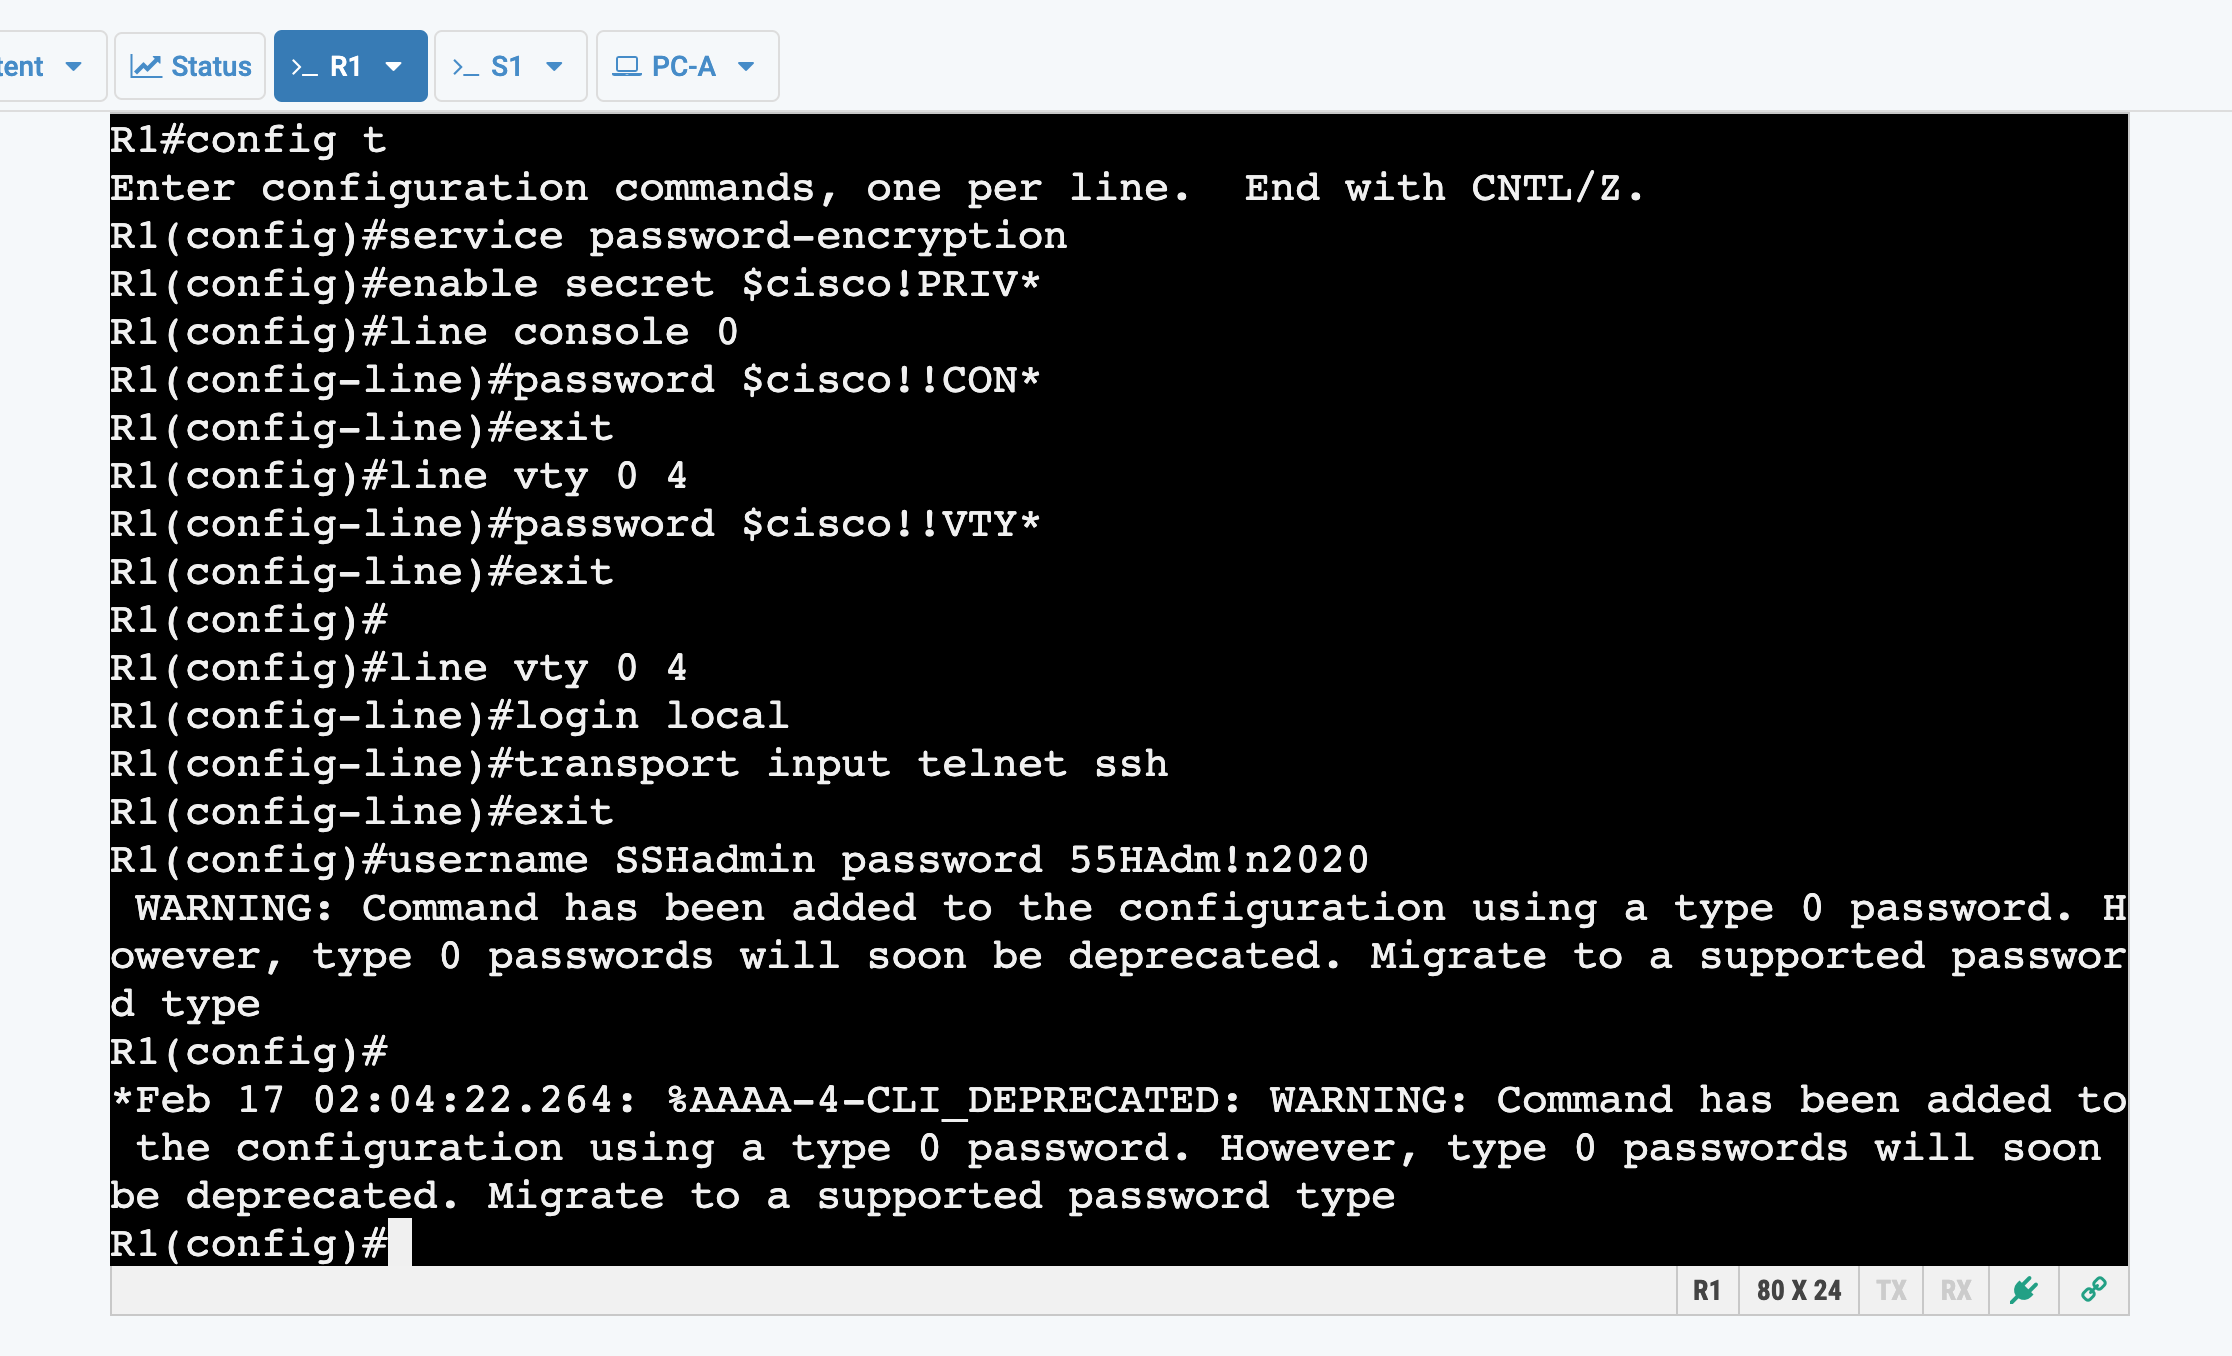 tent
Status
>_ R1
>_ S1
PC-A
R1#config t
Enter configuration commands, one per line.  End with CNTL/Z.
R1(config)#service password-encryption
R1(config)#enable secret $cisco!PRIV*
R1(config)#line console 0
R1(config-line)#password $cisco!!CON*
R1(config-line)#exit
R1(config)#line vty 0 4
R1(config-line)#password $cisco!!VTY*
R1(config-line)#exit
R1(config)#
R1(config)#line vty 0 4
R1(config-line)#login local
R1(config-line)#transport input telnet ssh
R1(config-line)#exit
R1(config)#username SSHadmin password 55HAdm!n2020
 WARNING: Command has been added to the configuration using a type 0 password. H
owever, type 0 passwords will soon be deprecated. Migrate to a supported passwor
d type
R1(config)#
*Feb 17 02:04:22.264: %AAAA-4-CLI_DEPRECATED: WARNING: Command has been added to
 the configuration using a type 0 password. However, type 0 passwords will soon
be deprecated. Migrate to a supported password type
R1(config)#
R1
80 X 24
TX
RX